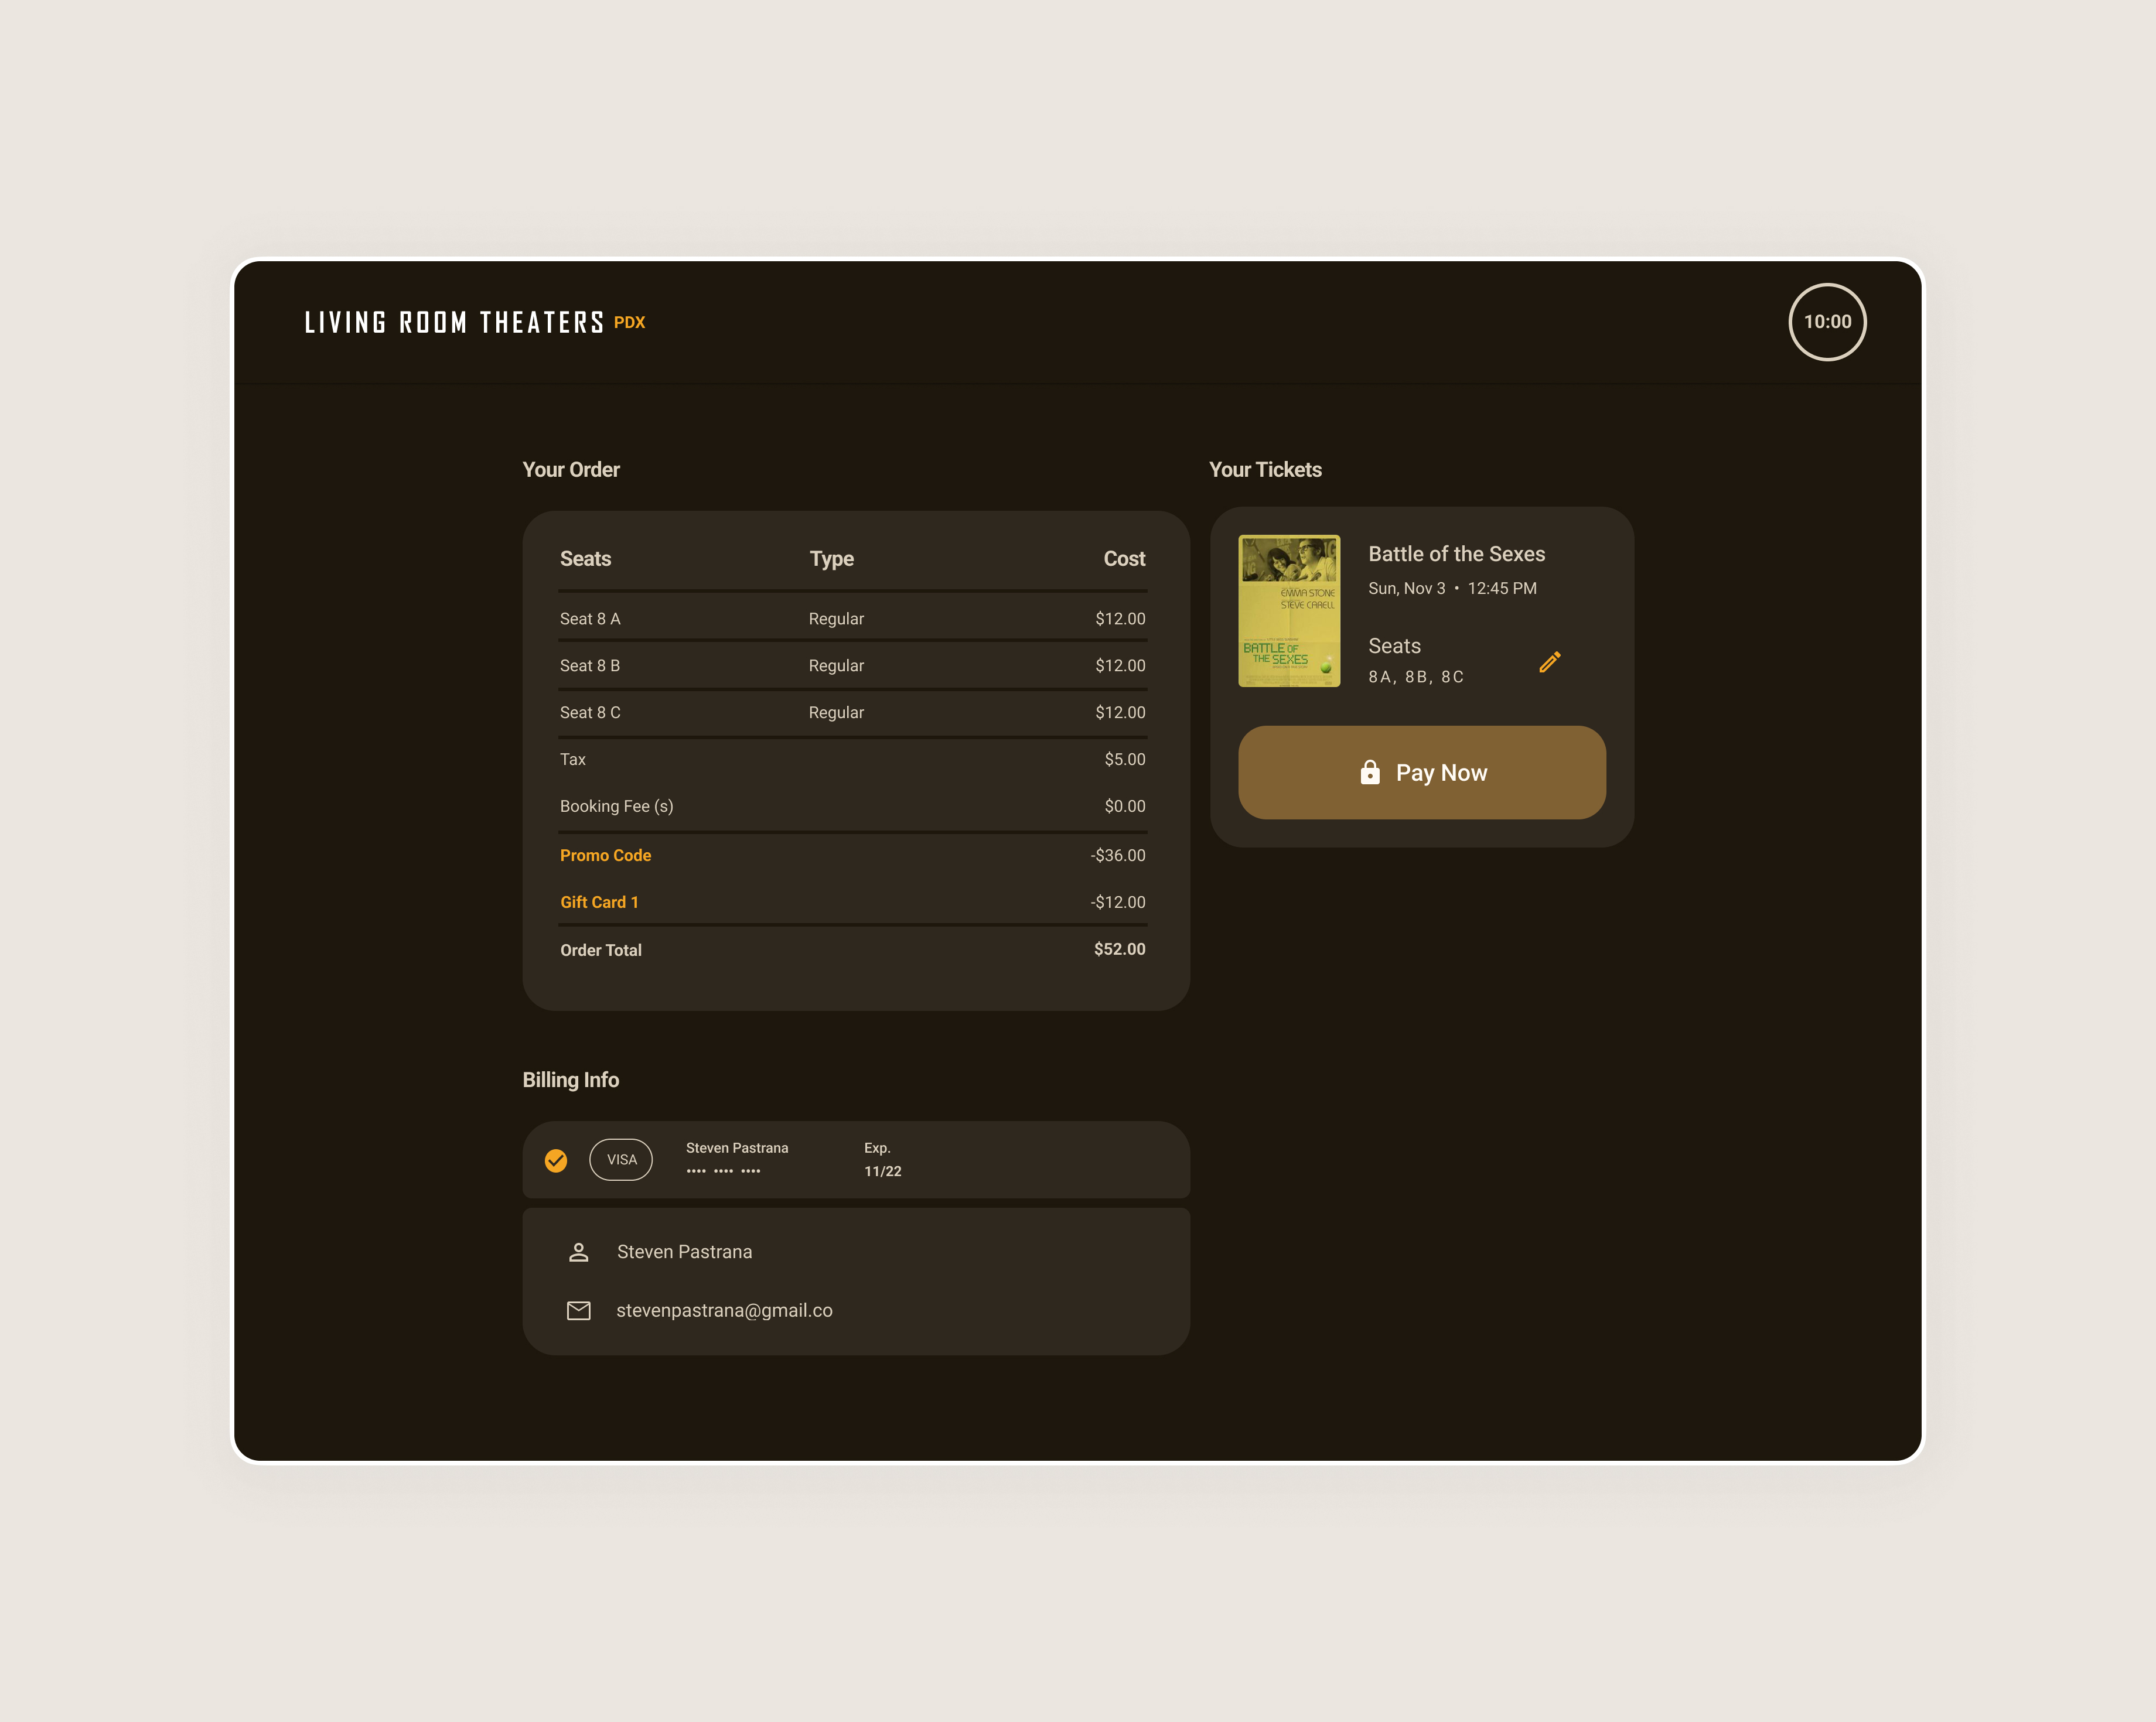 LIVING ROOM THEATERS PDX
10:00
Your Order
Seats Type Cost
Seat 8 A Regular $12.00
Seat 8 B Regular $12.00
Seat 8 C Regular $12.00
Tax $5.00
Booking Fee (s) $0.00
Promo Code -$36.00
Gift Card 1 -$12.00
Order Total $52.00
Your Tickets
EMMA STONE
STEVE CARELL
BATTLE OF
THE SEXES
Battle of the Sexes
Sun, Nov 3 • 12:45 PM
Seats
8A, 8B, 8C
Pay Now
Billing Info
VISA
Steven Pastrana
•••• •••• ••••
Exp.
11/22
Steven Pastrana
stevenpastrana@gmail.co